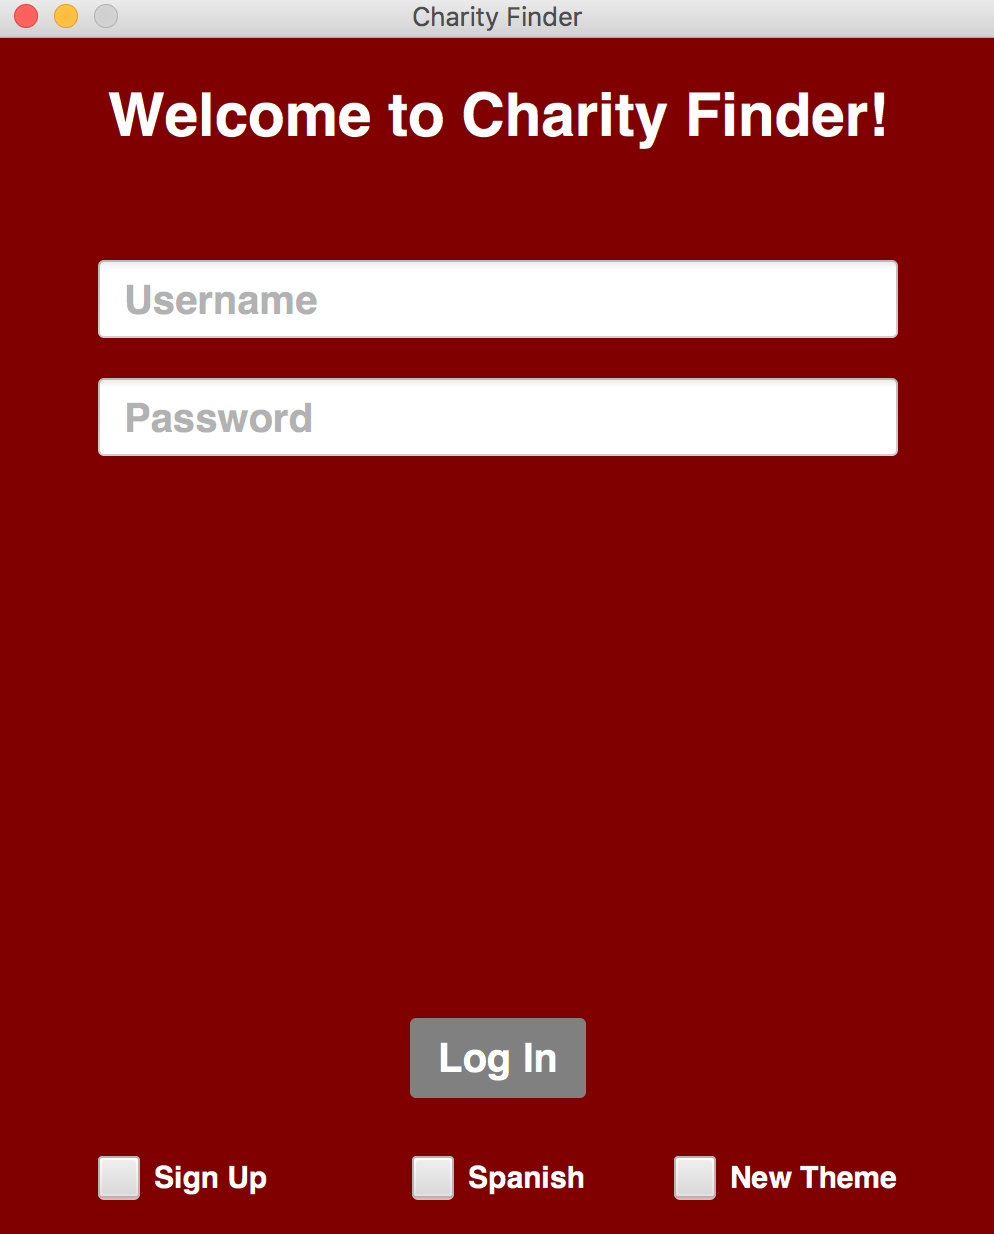 Charity Finder
Welcome to Charity Finder!
Username
Password
Log In
Sign Up Spanish New Theme